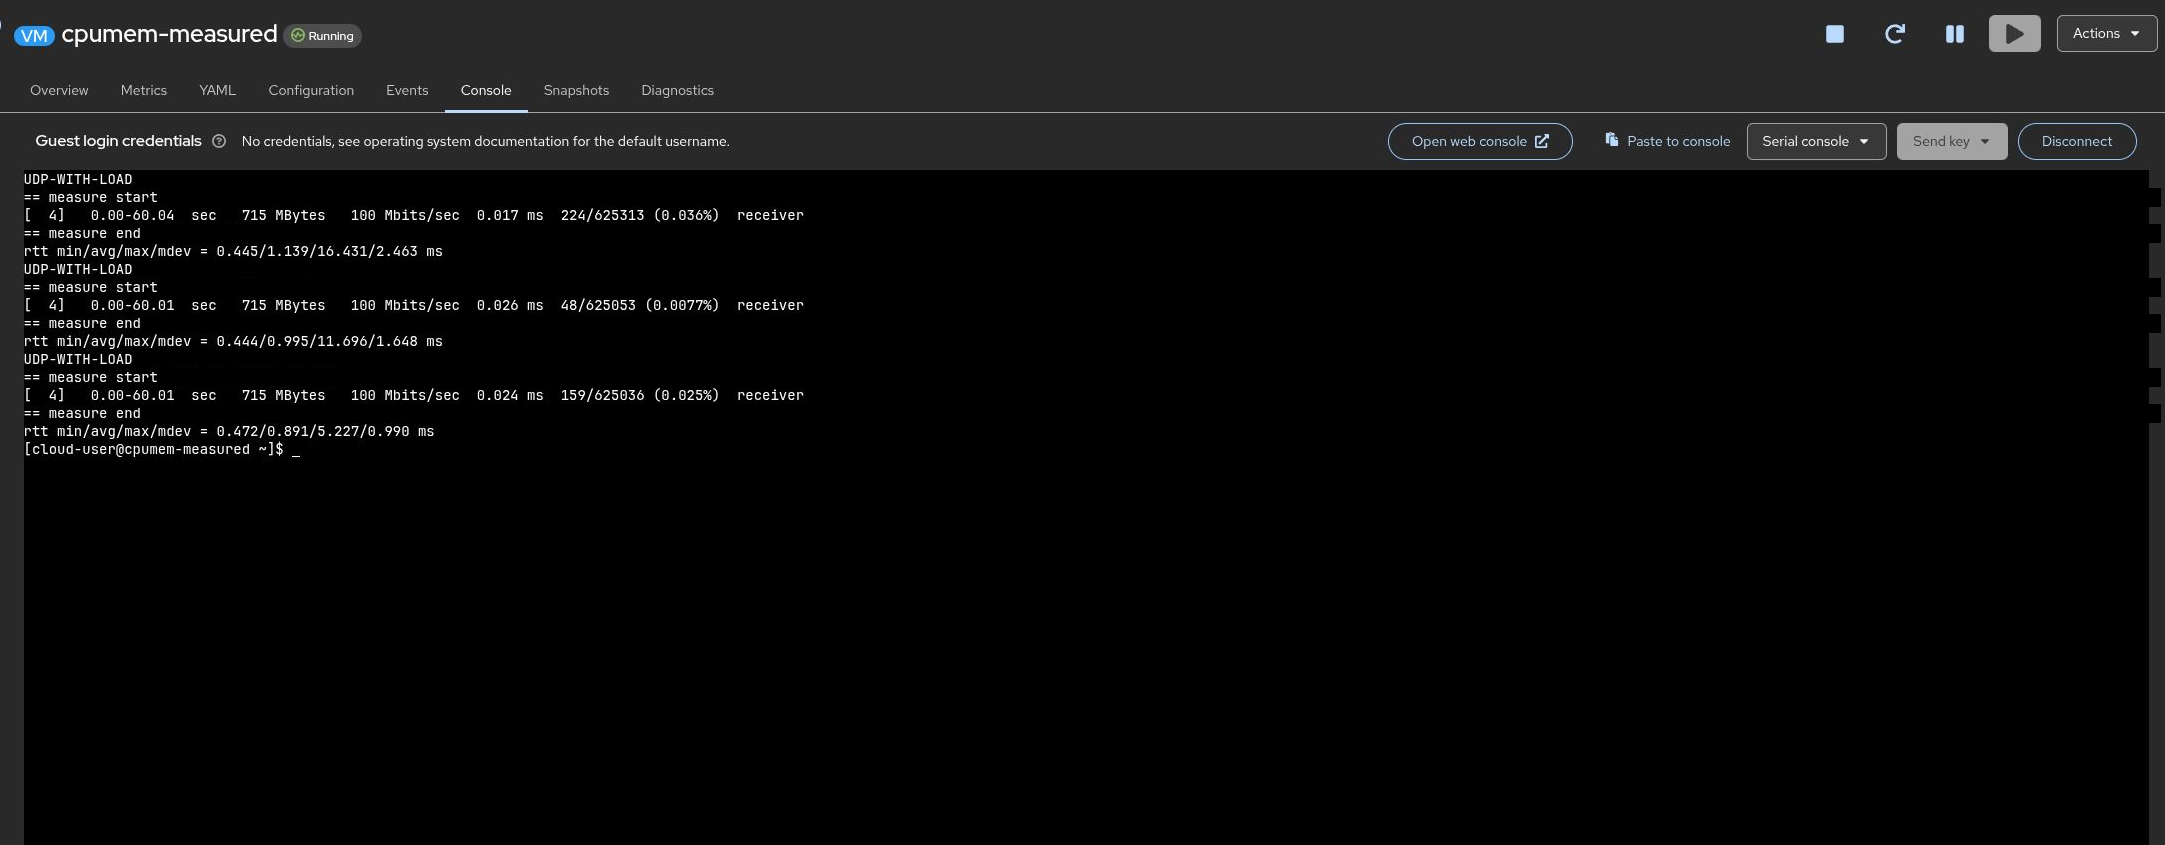 VM cpumem-measured Running
Actions
Overview Metrics YAML Configuration Events Console Snapshots Diagnostics
Guest login credentials ? No credentials, see operating system documentation for the default username. Open web console Paste to console Serial console Send key Disconnect
UDP-WITH-LOAD
== measure start
[  4]   0.00-60.04  sec   715 MBytes   100 Mbits/sec  0.017 ms  224/625313 (0.036%)  receiver
== measure end
rtt min/avg/max/mdev = 0.445/1.139/16.431/2.463 ms
UDP-WITH-LOAD
== measure start
[  4]   0.00-60.01  sec   715 MBytes   100 Mbits/sec  0.026 ms  48/625053 (0.0077%)  receiver
== measure end
rtt min/avg/max/mdev = 0.444/0.995/11.696/1.648 ms
UDP-WITH-LOAD
== measure start
[  4]   0.00-60.01  sec   715 MBytes   100 Mbits/sec  0.024 ms  159/625036 (0.025%)  receiver
== measure end
rtt min/avg/max/mdev = 0.472/0.891/5.227/0.990 ms
[cloud-user@cpumem-measured ~]$ _